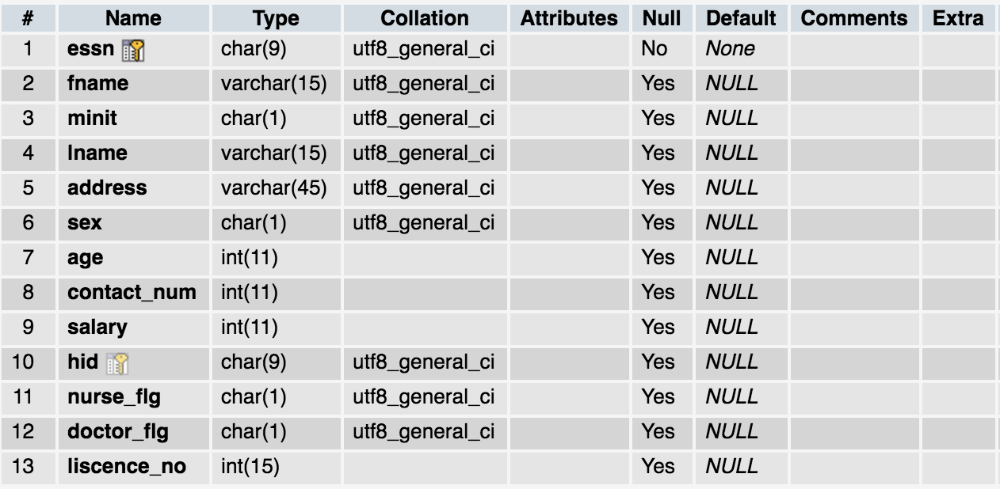 # Name Type Collation Attributes Null Default Comments Extra
1 essn char(9) utf8_general_ci No None
2 fname varchar(15) utf8_general_ci Yes NULL
3 minit char(1) utf8_general_ci Yes NULL
4 lname varchar(15) utf8_general_ci Yes NULL
5 address varchar(45) utf8_general_ci Yes NULL
6 sex char(1) utf8_general_ci Yes NULL
7 age int(11) Yes NULL
8 contact_num int(11) Yes NULL
9 salary int(11) Yes NULL
10 hid char(9) utf8_general_ci Yes NULL
11 nurse_flg char(1) utf8_general_ci Yes NULL
12 doctor_flg char(1) utf8_general_ci Yes NULL
13 liscence_no int(15) Yes NULL